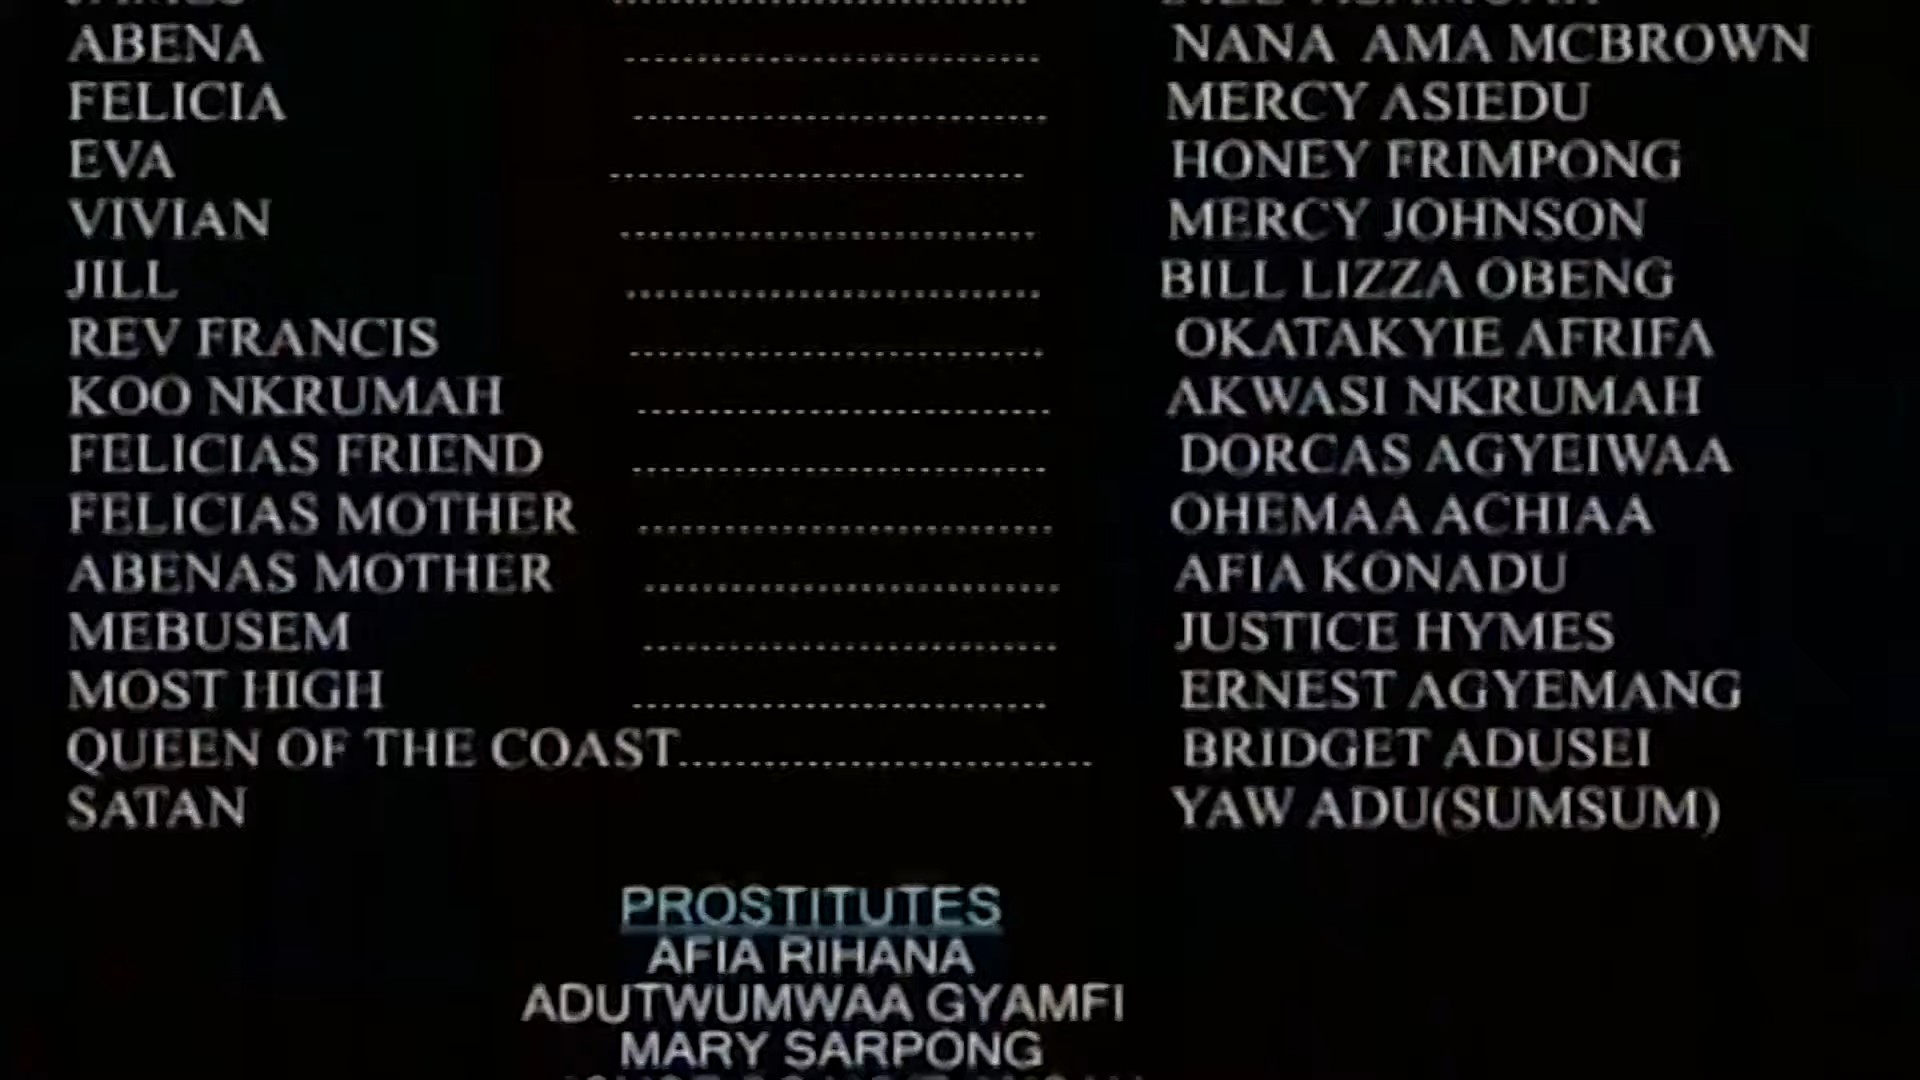 ABENA ............................. NANA AMA MCBROWN
FELICIA ............................. MERCY ASIEDU
EVA ............................. HONEY FRIMPONG
VIVIAN ............................. MERCY JOHNSON
JILL ............................. BILL LIZZA OBENG
REV FRANCIS ............................. OKATAKYIE AFRIFA
KOO NKRUMAH ............................. AKWASI NKRUMAH
FELICIAS FRIEND ............................. DORCAS AGYEIWAA
FELICIAS MOTHER ............................. OHEMAA ACHIAA
ABENAS MOTHER ............................. AFIA KONADU
MEBUSEM ............................. JUSTICE HYMES
MOST HIGH ............................. ERNEST AGYEMANG
QUEEN OF THE COAST............................. BRIDGET ADUSEI
SATAN YAW ADU(SUMSUM)
PROSTITUTES
AFIA RIHANA
ADUTWUMWAA GYAMFI
MARY SARPONG